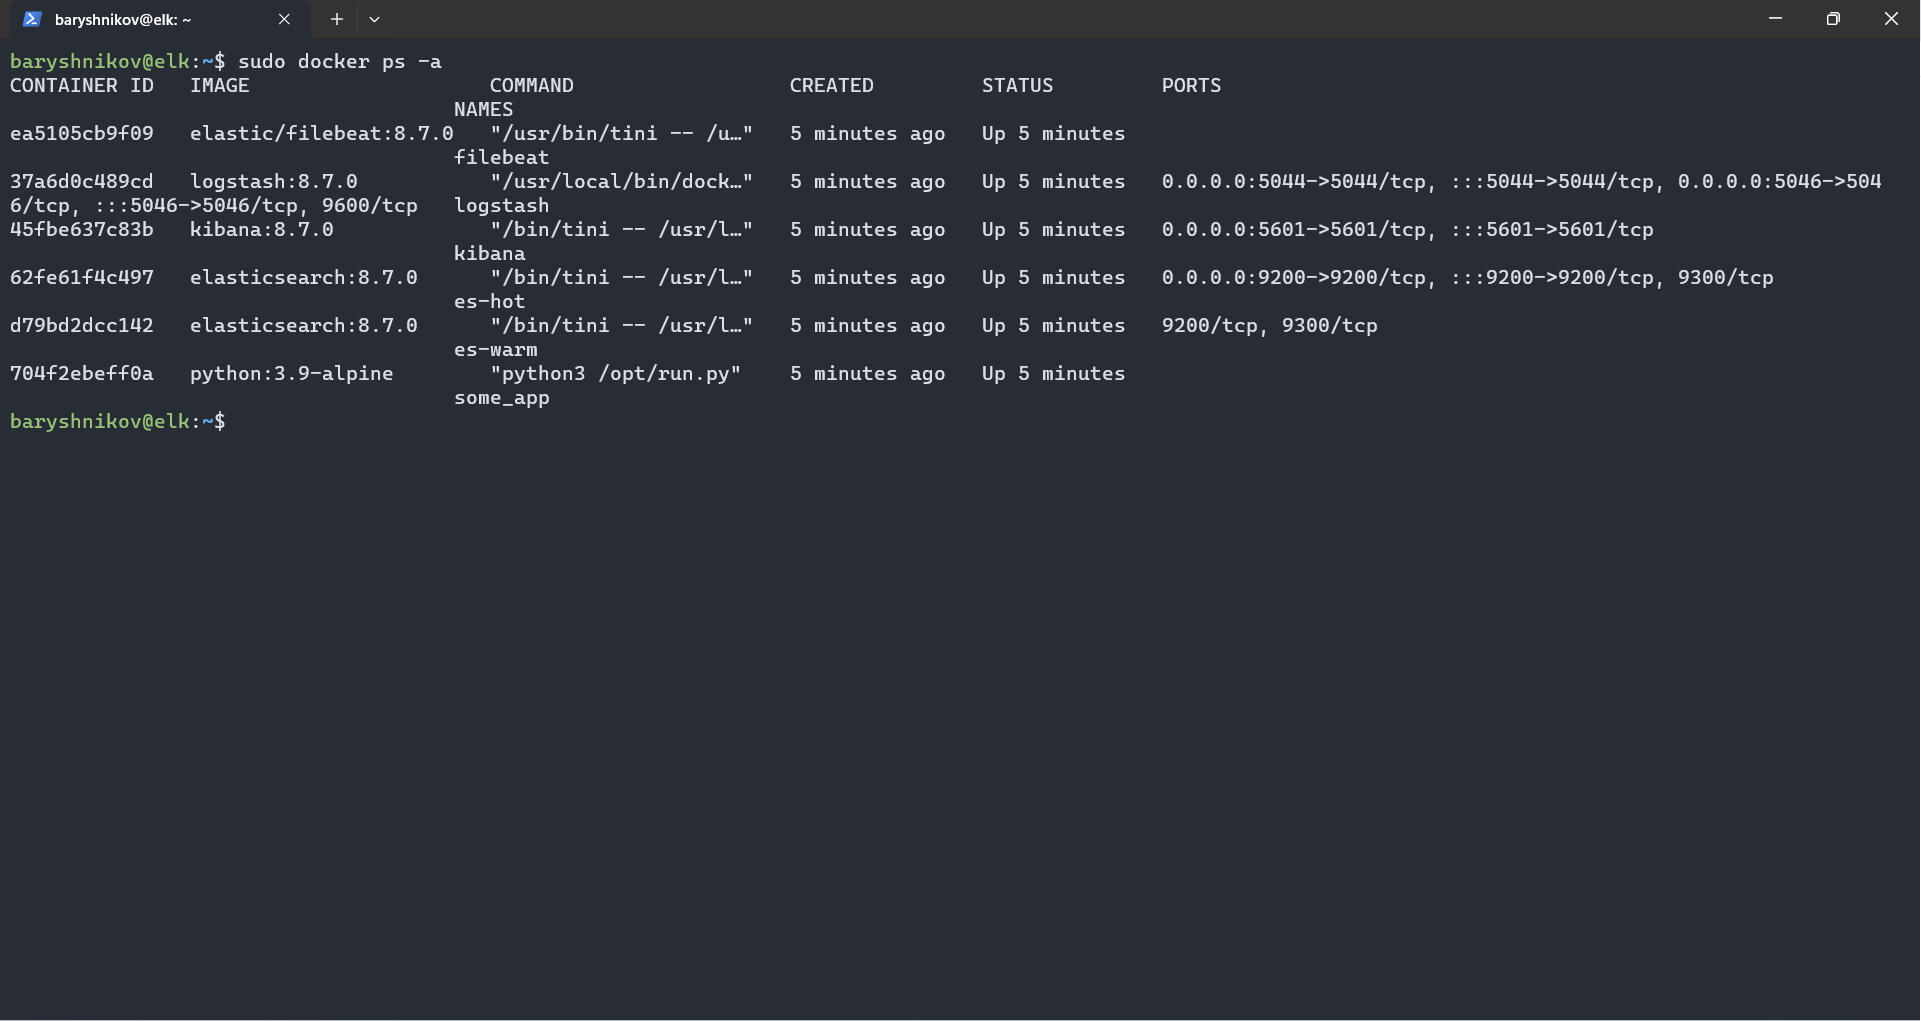 baryshnikov@elk: ~
baryshnikov@elk:~$ sudo docker ps -a
CONTAINER ID   IMAGE                    COMMAND                  CREATED         STATUS         PORTS
                                     NAMES
ea5105cb9f09   elastic/filebeat:8.7.0   "/usr/bin/tini -- /u…"   5 minutes ago   Up 5 minutes
                                     filebeat
37a6d0c489cd   logstash:8.7.0           "/usr/local/bin/dock…"   5 minutes ago   Up 5 minutes   0.0.0.0:5044->5044/tcp, :::5044->5044/tcp, 0.0.0.0:5046->504
6/tcp, :::5046->5046/tcp, 9600/tcp   logstash
45fbe637c83b   kibana:8.7.0             "/bin/tini -- /usr/l…"   5 minutes ago   Up 5 minutes   0.0.0.0:5601->5601/tcp, :::5601->5601/tcp
                                     kibana
62fe61f4c497   elasticsearch:8.7.0      "/bin/tini -- /usr/l…"   5 minutes ago   Up 5 minutes   0.0.0.0:9200->9200/tcp, :::9200->9200/tcp, 9300/tcp
                                     es-hot
d79bd2dcc142   elasticsearch:8.7.0      "/bin/tini -- /usr/l…"   5 minutes ago   Up 5 minutes   9200/tcp, 9300/tcp
                                     es-warm
704f2ebeff0a   python:3.9-alpine        "python3 /opt/run.py"    5 minutes ago   Up 5 minutes
                                     some_app
baryshnikov@elk:~$